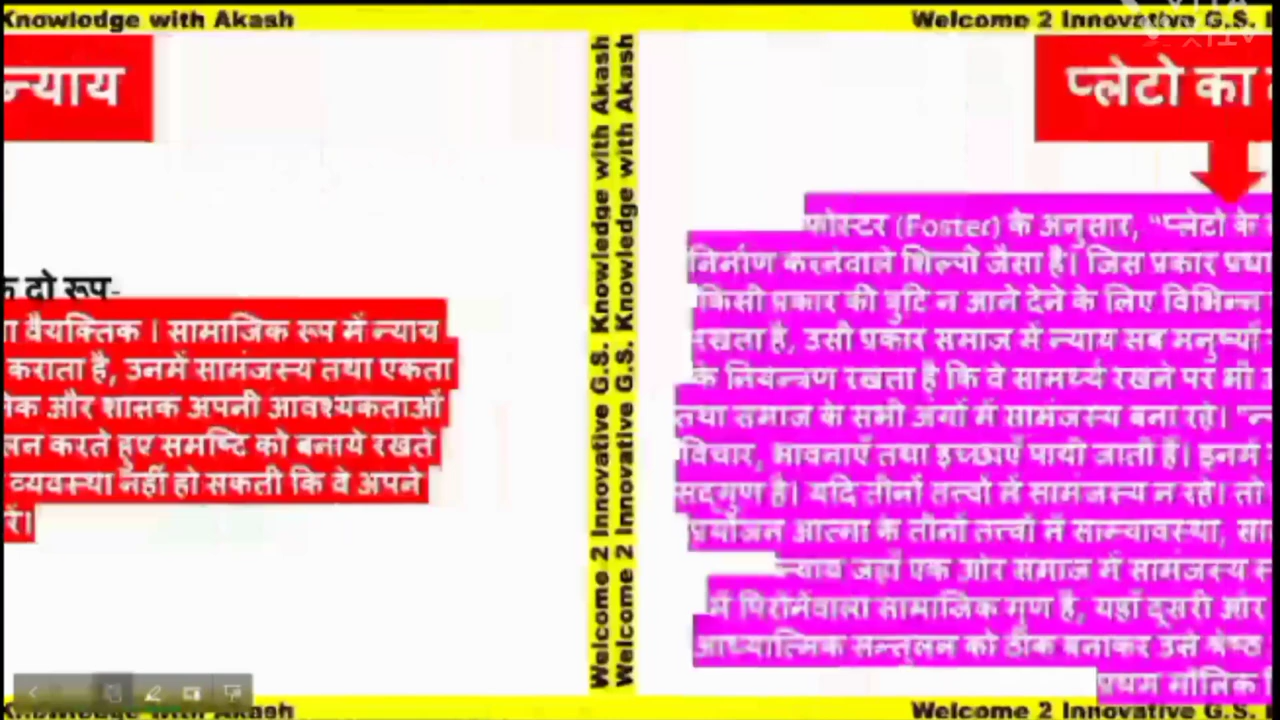 Knowledge with Akash
Welcome 2 Innovative G.S.
न्याय
प्लेटो का
दो रूप-
वैयक्तिक । सामाजिक रूप में न्याय
कराता है, उनमें सामंजस्य तथा एकता
और शासक अपनी आवश्यकताओं
करते हुए समष्टि को बनाये रखते
व्यवस्था नहीं हो सकती कि वे अपने
Welcome 2 Innovative G.S. Knowledge with Akash
Welcome 2 Innovative G.S. Knowledge with Akash
फोस्टर (Foster) के अनुसार, "प्लेटो के
निर्माण करनेवाले शिल्पी जैसा है। जिस प्रकार
किसी प्रकार की त्रुटि न आने देने के लिए विभिन्न
रखता है, उसी प्रकार समाज में न्याय सब मनुष्यों
नियन्त्रण रखता है कि वे सामर्थ्य रखने पर भी
तथा समाज के सभी अंगों में सामंजस्य बना रहे।
विचार, भावनाएँ तथा इच्छाएँ पायी जाती हैं। इनमें
सद्गुण है। यदि तीनों तत्त्वों में सामंजस्य न रहे। तो
प्रयोजन आत्मा के तीनों तत्त्वों में साम्यावस्था,
न्याय जहाँ एक ओर समाज में सामंजस्य
में पिरोनेवाला सामाजिक गुण है, वहाँ दूसरी ओर
आध्यात्मिक सन्तुलन को ठीक बनाकर उसे श्रेष्ठ
प्रथम मौलिक
Knowledge with Akash
Welcome 2 Innovative G.S.